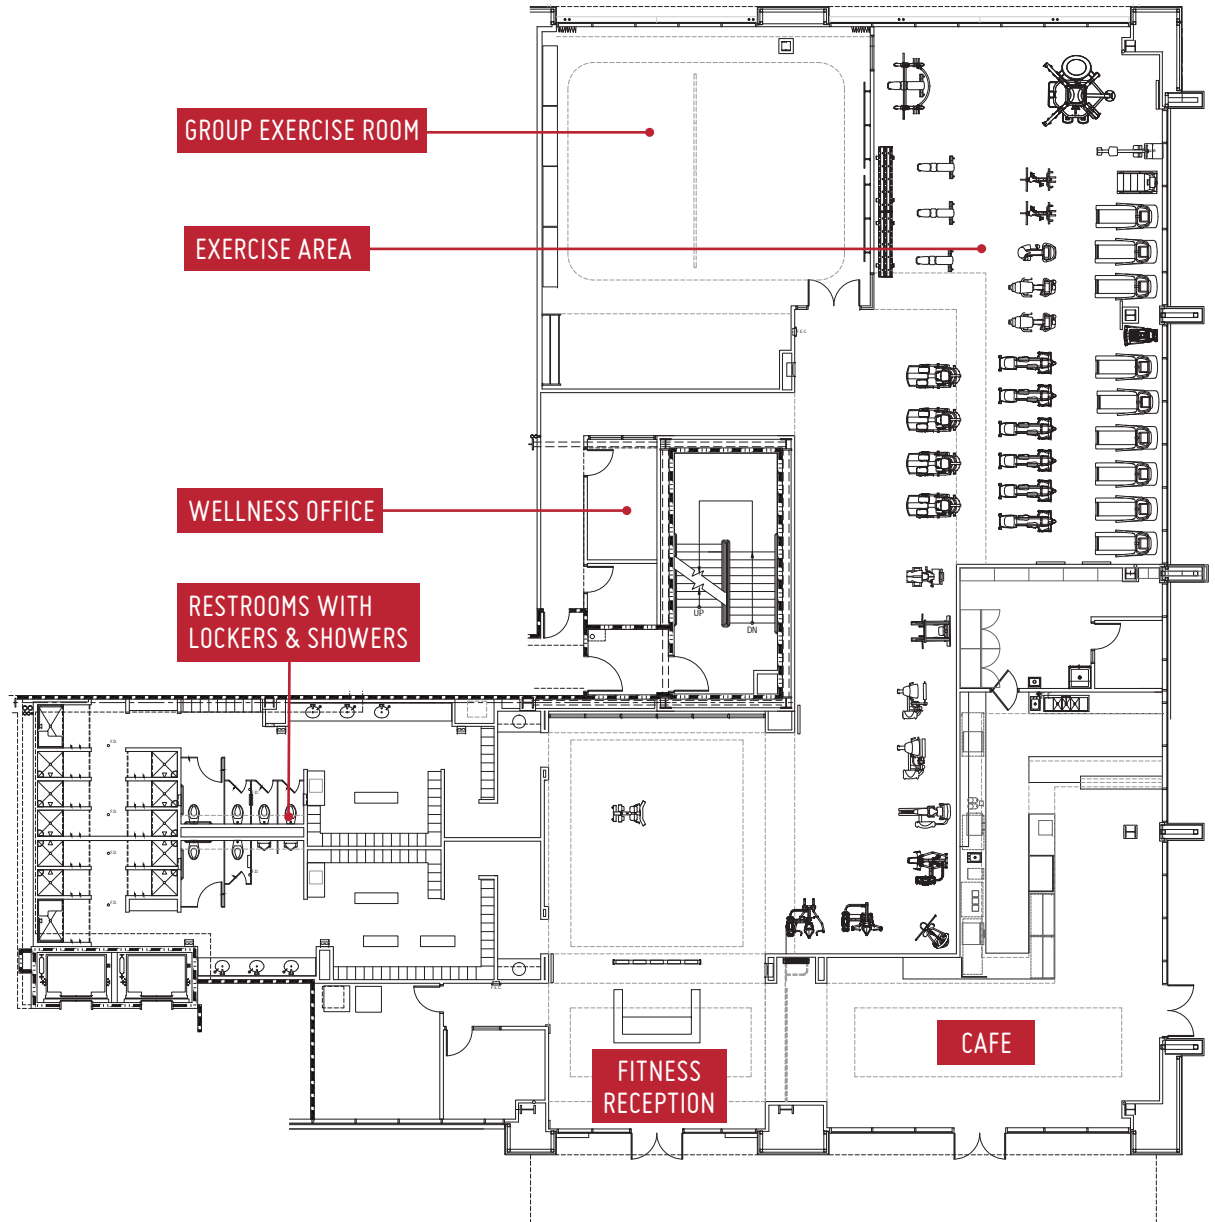 GROUP EXERCISE ROOM
EXERCISE AREA
F.E.C.
WELLNESS OFFICE
RESTROOMS WITH
LOCKERS & SHOWERS
UP
DN
F.D.
F.D.
F.D.
F.D.
F.D.
F.D.
F.E.C.
CAFE
FITNESS
RECEPTION